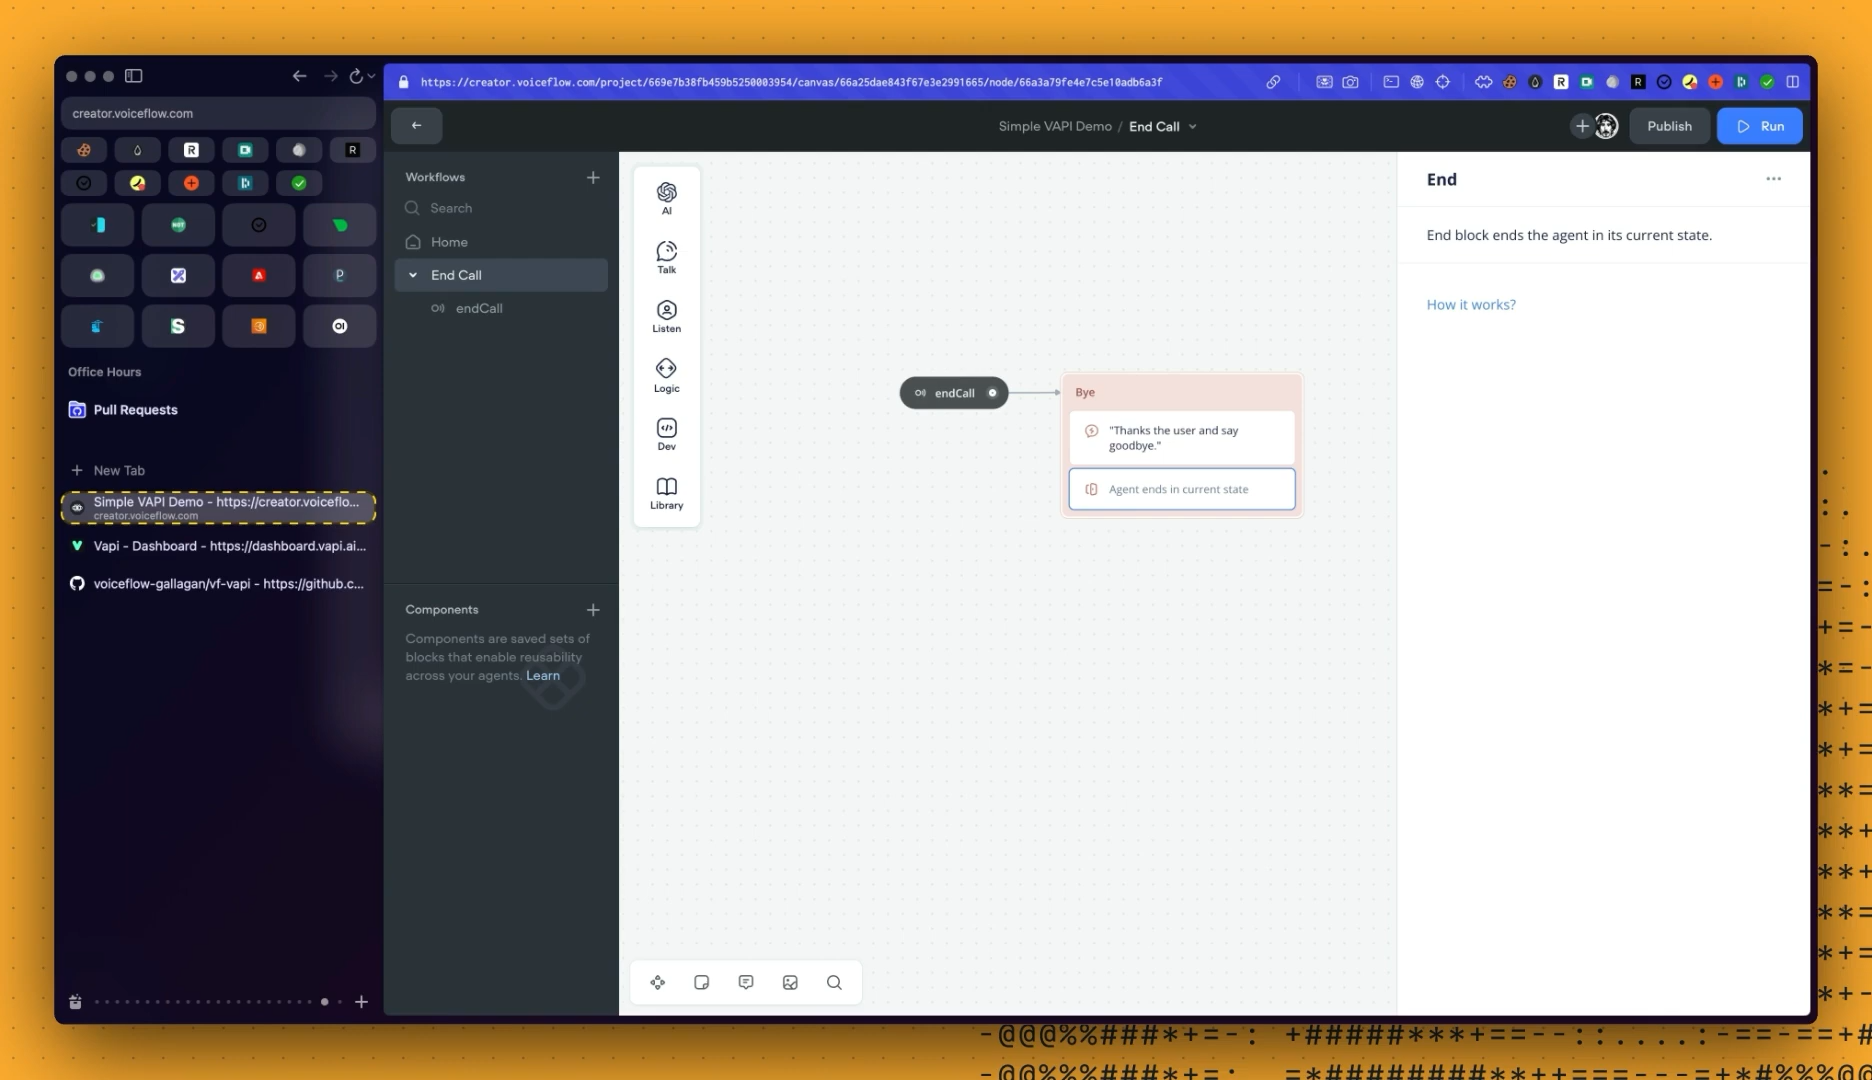 creator.voiceflow.com
R
R
Office Hours
Pull Requests
New Tab
Simple VAPI Demo - https://creator.voiceflo...
creator.voiceflow.com
Vapi - Dashboard - https://dashboard.vapi.ai...
voiceflow-gallagan/vf-vapi - https://github.c...
https://creator.voiceflow.com/project/669e7b38fb459b5250003954/canvas/66a25dae843f67e3e2991665/node/66a3a79fe4e7c5e10adb6a3f
Simple VAPI Demo / End Call
Publish
Run
Workflows
Search
Home
End Call
endCall
Components
Components are saved sets of
blocks that enable reusability
across your agents. Learn
AI
Talk
Listen
Logic
Dev
Library
endCall
Bye
"Thanks the user and say
goodbye."
Agent ends in current state
End
End block ends the agent in its current state.
How it works?